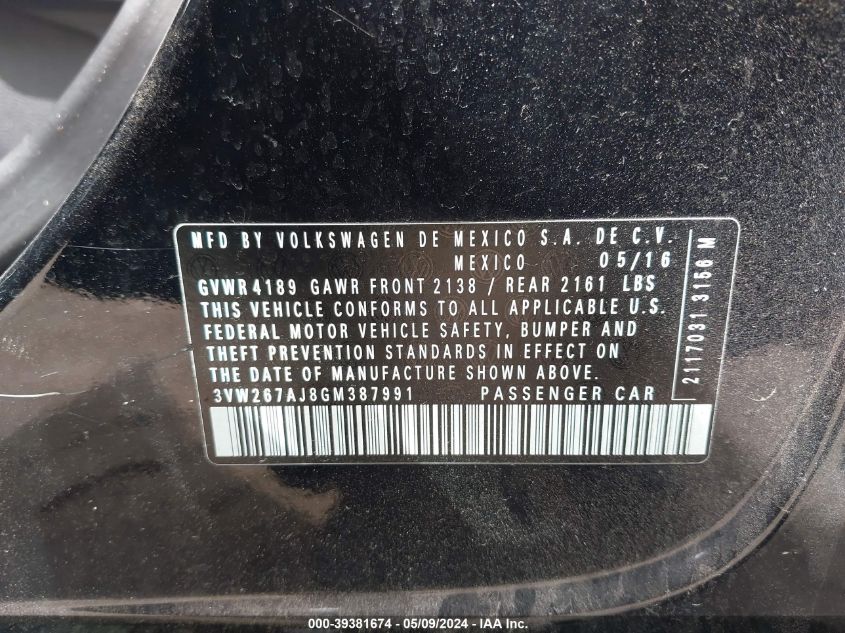 MFD BY VOLKSWAGEN DE MEXICO S.A. DE C.V.
MEXICO 05/16
GVWR 4189 GAWR FRONT 2138 / REAR 2161 LBS
THIS VEHICLE CONFORMS TO ALL APPLICABLE U.S.
FEDERAL MOTOR VEHICLE SAFETY, BUMPER AND
THEFT PREVENTION STANDARDS IN EFFECT ON
THE DATE OF MANUFACTURE SHOWN ABOVE.
3VW267AJ8GM387991 PASSENGER CAR
2117031 3156 M
000-39381674 - 05/09/2024 - IAA, Inc.